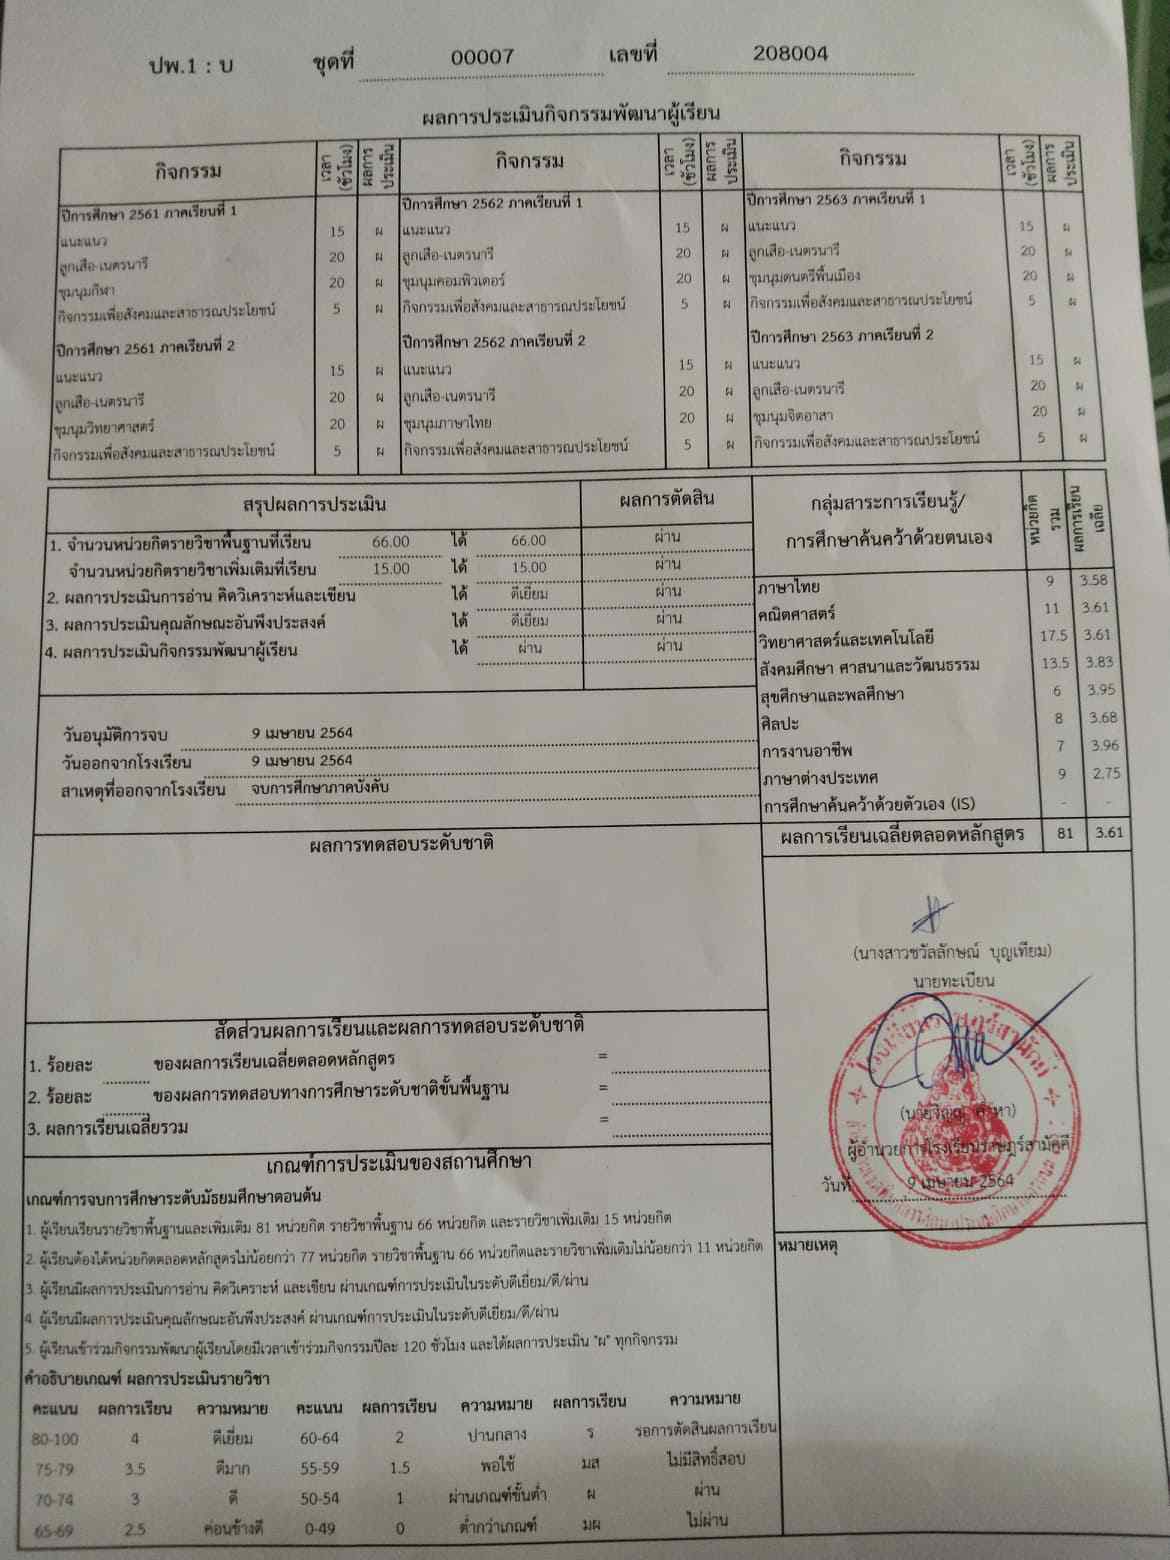 ปพ.1 : บ ชุดที่ 00007 เลขที่ 208004
ผลการประเมินกิจกรรมพัฒนาผู้เรียน
กิจกรรม เวลา (ชั่วโมง) ผลการประเมิน กิจกรรม เวลา (ชั่วโมง) ผลการประเมิน กิจกรรม เวลา (ชั่วโมง) ผลการประเมิน
ปีการศึกษา 2561 ภาคเรียนที่ 1 ปีการศึกษา 2562 ภาคเรียนที่ 1 ปีการศึกษา 2563 ภาคเรียนที่ 1
แนะแนว 15 ผ แนะแนว 15 ผ แนะแนว 15 ผ
ลูกเสือ-เนตรนารี 20 ผ ลูกเสือ-เนตรนารี 20 ผ ลูกเสือ-เนตรนารี 20 ผ
ชุมนุมกีฬา 20 ผ ชุมนุมคอมพิวเตอร์ 20 ผ ชุมนุมดนตรีพื้นเมือง 20 ผ
กิจกรรมเพื่อสังคมและสาธารณประโยชน์ 5 ผ กิจกรรมเพื่อสังคมและสาธารณประโยชน์ 5 ผ กิจกรรมเพื่อสังคมและสาธารณประโยชน์ 5 ผ
ปีการศึกษา 2561 ภาคเรียนที่ 2 ปีการศึกษา 2562 ภาคเรียนที่ 2 ปีการศึกษา 2563 ภาคเรียนที่ 2
แนะแนว 15 ผ แนะแนว 15 ผ แนะแนว 15 ผ
ลูกเสือ-เนตรนารี 20 ผ ลูกเสือ-เนตรนารี 20 ผ ลูกเสือ-เนตรนารี 20 ผ
ชุมนุมวิทยาศาสตร์ 20 ผ ชุมนุมภาษาไทย 20 ผ ชุมนุมจิตอาสา 20 ผ
กิจกรรมเพื่อสังคมและสาธารณประโยชน์ 5 ผ กิจกรรมเพื่อสังคมและสาธารณประโยชน์ 5 ผ กิจกรรมเพื่อสังคมและสาธารณประโยชน์ 5 ผ
สรุปผลการประเมิน ผลการตัดสิน
1. จำนวนหน่วยกิตรายวิชาพื้นฐานที่เรียน 66.00 ได้ 66.00 ผ่าน
จำนวนหน่วยกิตรายวิชาเพิ่มเติมที่เรียน 15.00 ได้ 15.00 ผ่าน
2. ผลการประเมินการอ่าน คิดวิเคราะห์และเขียน ได้ ดีเยี่ยม ผ่าน
3. ผลการประเมินคุณลักษณะอันพึงประสงค์ ได้ ดีเยี่ยม ผ่าน
4. ผลการประเมินกิจกรรมพัฒนาผู้เรียน ได้ ผ่าน ผ่าน
วันอนุมัติการจบ 9 เมษายน 2564
วันออกจากโรงเรียน 9 เมษายน 2564
สาเหตุที่ออกจากโรงเรียน จบการศึกษาภาคบังคับ
กลุ่มสาระการเรียนรู้/ หน่วยกิตรวม ผลการเรียนเฉลี่ย
การศึกษาค้นคว้าด้วยตนเอง
ภาษาไทย 9 3.58
คณิตศาสตร์ 11 3.61
วิทยาศาสตร์และเทคโนโลยี 17.5 3.61
สังคมศึกษา ศาสนาและวัฒนธรรม 13.5 3.83
สุขศึกษาและพลศึกษา 6 3.95
ศิลปะ 8 3.68
การงานอาชีพ 7 3.96
ภาษาต่างประเทศ 9 2.75
การศึกษาค้นคว้าด้วยตัวเอง (IS) - -
ผลการเรียนเฉลี่ยตลอดหลักสูตร 81 3.61
ผลการทดสอบระดับชาติ
สัดส่วนผลการเรียนและผลการทดสอบระดับชาติ
1. ร้อยละ ของผลการเรียนเฉลี่ยตลอดหลักสูตร =
2. ร้อยละ ของผลการทดสอบทางการศึกษาระดับชาติขั้นพื้นฐาน =
3. ผลการเรียนเฉลี่ยรวม =
(นางสาวชวัลลักษณ์ บุญเทียม)
นายทะเบียน
ผู้อำนวยการโรงเรียนราษฎร์สามัคคี
วันที่ 9 เมษายน 2564
หมายเหตุ
เกณฑ์การประเมินของสถานศึกษา
เกณฑ์การจบการศึกษาระดับมัธยมศึกษาตอนต้น
1. ผู้เรียนเรียนรายวิชาพื้นฐานและเพิ่มเติม 81 หน่วยกิต รายวิชาพื้นฐาน 66 หน่วยกิต และรายวิชาเพิ่มเติม 15 หน่วยกิต
2. ผู้เรียนต้องได้หน่วยกิตตลอดหลักสูตรไม่น้อยกว่า 77 หน่วยกิต รายวิชาพื้นฐาน 66 หน่วยกิตและรายวิชาเพิ่มเติมไม่น้อยกว่า 11 หน่วยกิต
3. ผู้เรียนมีผลการประเมินการอ่าน คิดวิเคราะห์ และเขียน ผ่านเกณฑ์การประเมินในระดับดีเยี่ยม/ดี/ผ่าน
4. ผู้เรียนมีผลการประเมินคุณลักษณะอันพึงประสงค์ ผ่านเกณฑ์การประเมินในระดับดีเยี่ยม/ดี/ผ่าน
5. ผู้เรียนเข้าร่วมกิจกรรมพัฒนาผู้เรียนโดยมีเวลาเข้าร่วมกิจกรรมปีละ 120 ชั่วโมง และได้ผลการประเมิน "ผ" ทุกกิจกรรม
คำอธิบายเกณฑ์ ผลการประเมินรายวิชา
คะแนน ผลการเรียน ความหมาย คะแนน ผลการเรียน ความหมาย ผลการเรียน ความหมาย
80-100 4 ดีเยี่ยม 60-64 2 ปานกลาง ร รอการตัดสินผลการเรียน
75-79 3.5 ดีมาก 55-59 1.5 พอใช้ มส ไม่มีสิทธิ์สอบ
70-74 3 ดี 50-54 1 ผ่านเกณฑ์ขั้นต่ำ ผ ผ่าน
65-69 2.5 ค่อนข้างดี 0-49 0 ต่ำกว่าเกณฑ์ มผ ไม่ผ่าน